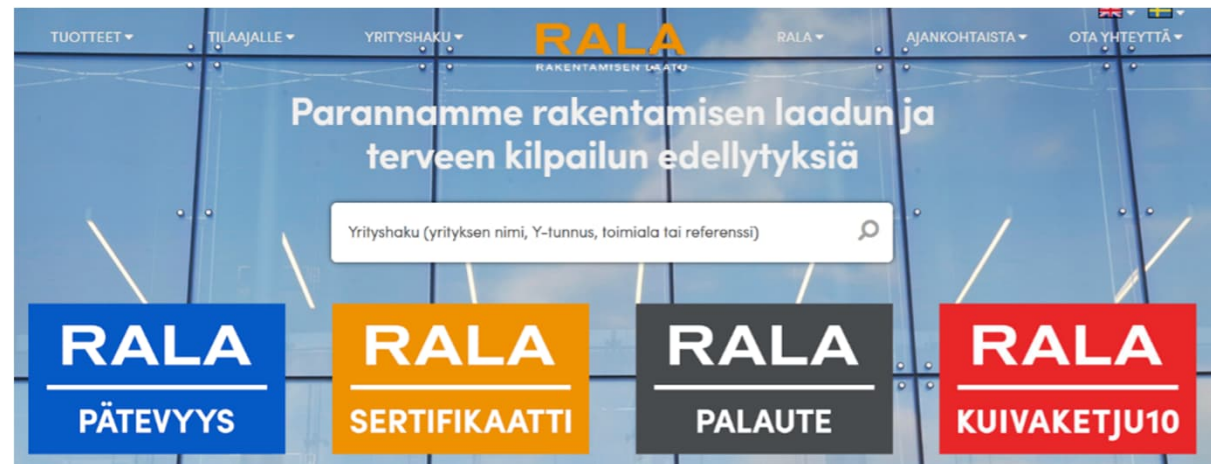 TUOTTEET
TILAAJALLE
YRITYSHAKU
RALA
RAKENTAMISEN LAATU
RALA
AJANKOHTAISTA
OTA YHTEYTTÄ
Parannamme rakentamisen laadun ja
terveen kilpailun edellytyksiä
Yrityshaku (yrityksen nimi, Y-tunnus, toimiala tai referenssi)
RALA
PÄTEVYYS
RALA
SERTIFIKAATTI
RALA
PALAUTE
RALA
KUIVAKETJU10